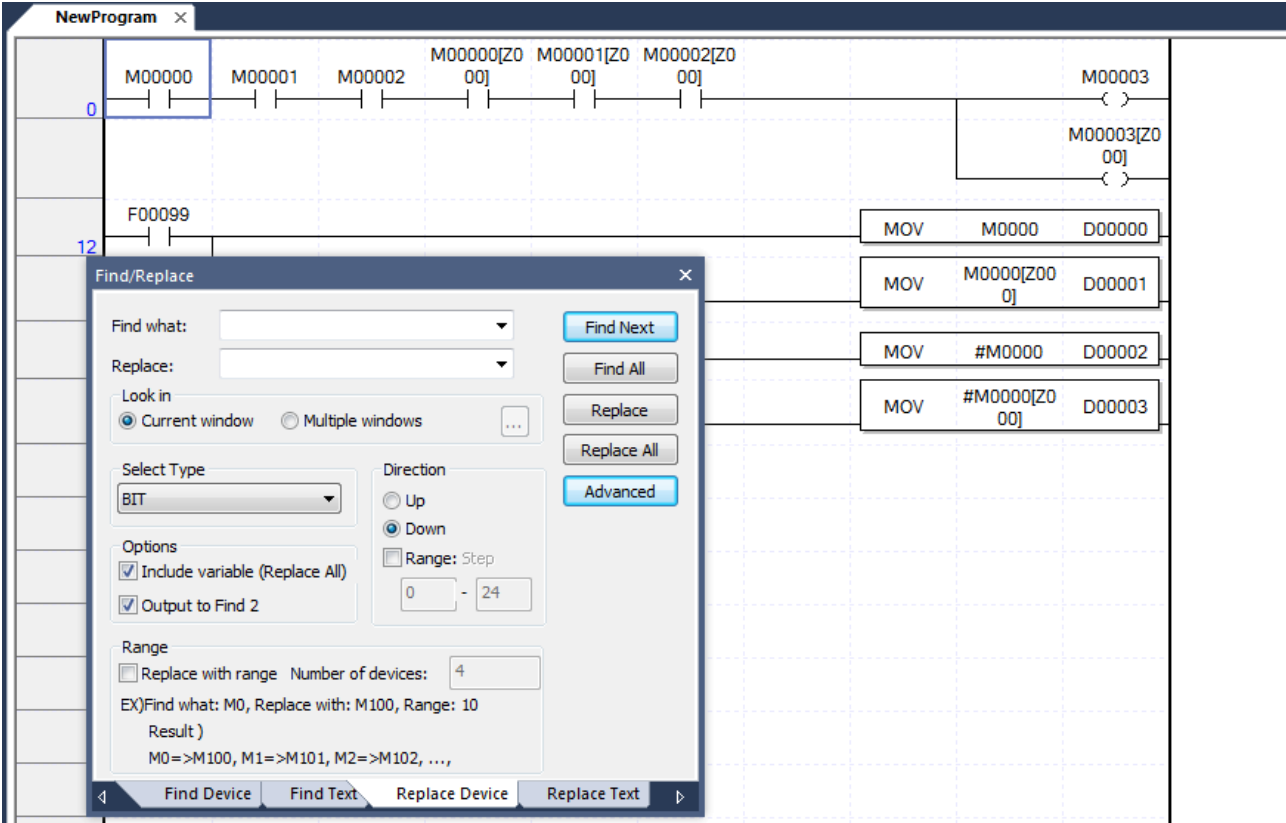 NewProgram ×
M00000[Z0 M00001[Z0 M00002[Z0
M00000 M00001 M00002 00] 00] 00] M00003
0
M00003[Z0
00]
F00099
12
MOV M0000 D00000
MOV M0000[Z00 D00001
0]
MOV #M0000 D00002
MOV #M0000[Z0 D00003
00]
Find/Replace
Find what:
Find Next
Replace:
Find All
Look in
Current window Multiple windows ...
Replace
Replace All
Select Type
BIT
Direction
Up
Down
Range: Step
0 - 24
Advanced
Options
Include variable (Replace All)
Output to Find 2
Range
Replace with range Number of devices: 4
EX)Find what: M0, Replace with: M100, Range: 10
Result )
M0=>M100, M1=>M101, M2=>M102, ...,
Find Device Find Text Replace Device Replace Text